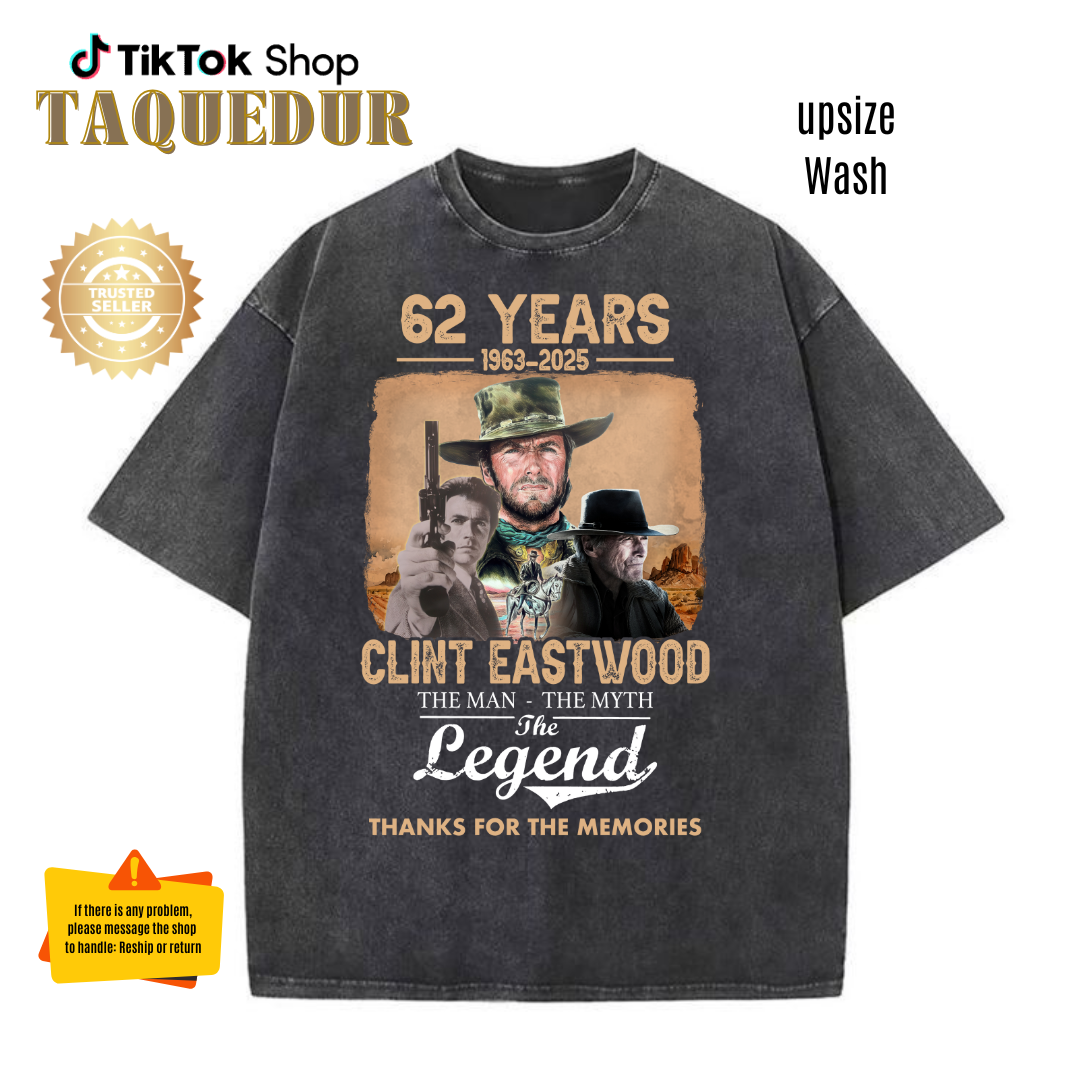 TikTok Shop
TAQUEDUR
upsize
Wash
TRUSTED
SELLER
62 YEARS
1963-2025
CLINT EASTWOOD
THE MAN - THE MYTH
The
Legend
THANKS FOR THE MEMORIES
If there is any problem,
please message the shop
to handle: Reship or return